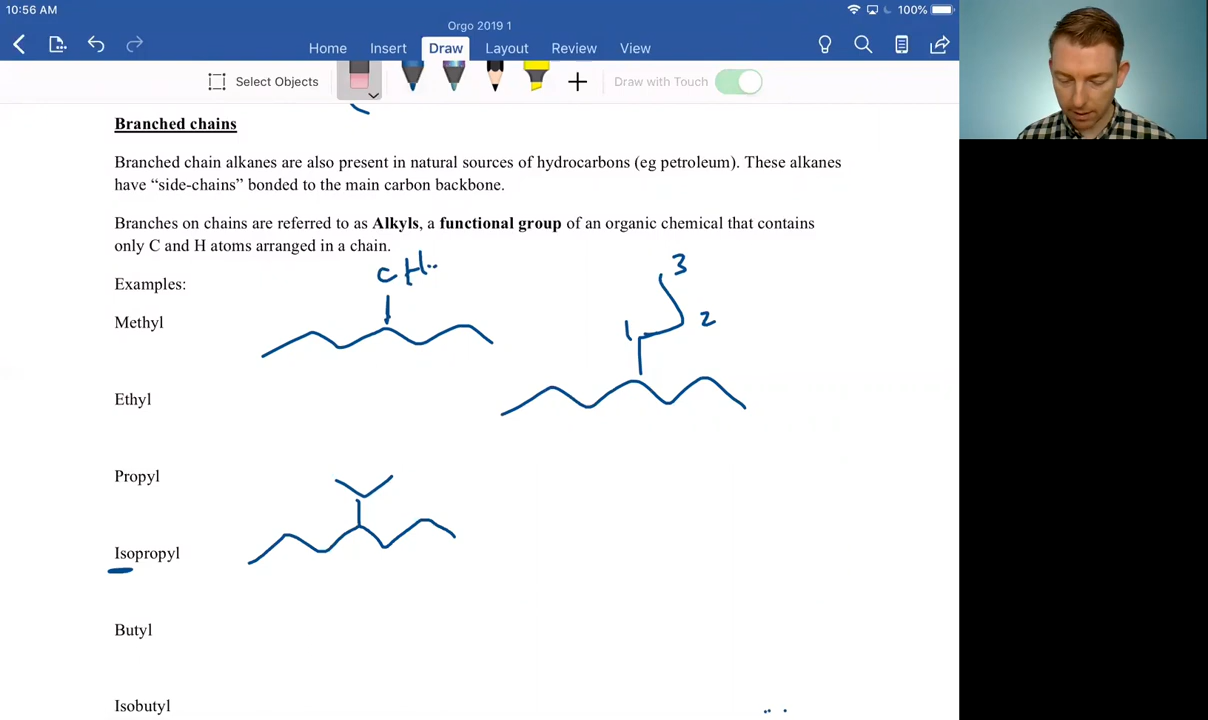 10:56 AM
100%
Orgo 2019 1
Home Insert Draw Layout Review View
Select Objects
Draw with Touch
Branched chains
Branched chain alkanes are also present in natural sources of hydrocarbons (eg petroleum). These alkanes
have “side-chains” bonded to the main carbon backbone.
Branches on chains are referred to as Alkyls, a functional group of an organic chemical that contains
only C and H atoms arranged in a chain.
CH
3
Examples:
Methyl
1
2
Ethyl
Propyl
Isopropyl
Butyl
Isobutyl